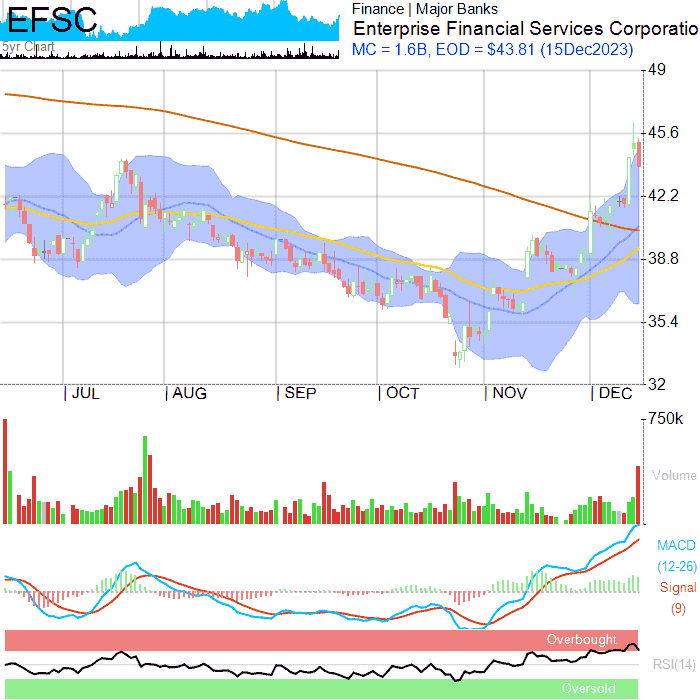 EFSC
5yr Chart
Finance | Major Banks
Enterprise Financial Services Corporatio
MC = 1.6B, EOD = $43.81 (15Dec2023)
49
45.6
42.2
38.8
35.4
32
| JUL | AUG | SEP | OCT | NOV | DEC
750k
Volume
MACD
(12-26)
Signal
(9)
Overbought
RSI(14)
Oversold